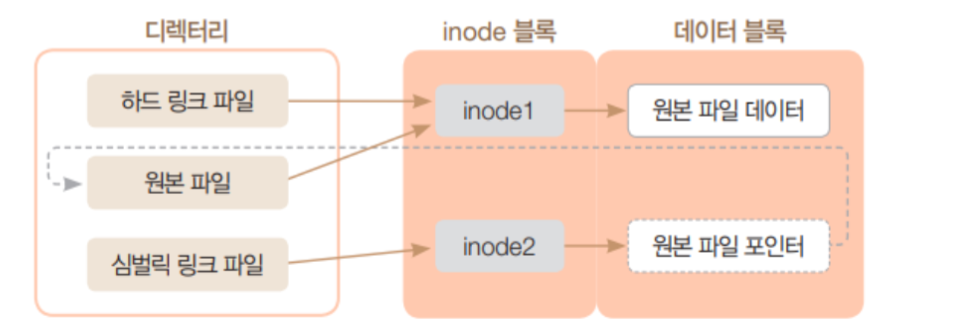 디렉터리
inode 블록
데이터 블록
하드 링크 파일
inode1
원본 파일 데이터
원본 파일
심벌릭 링크 파일
inode2
원본 파일 포인터